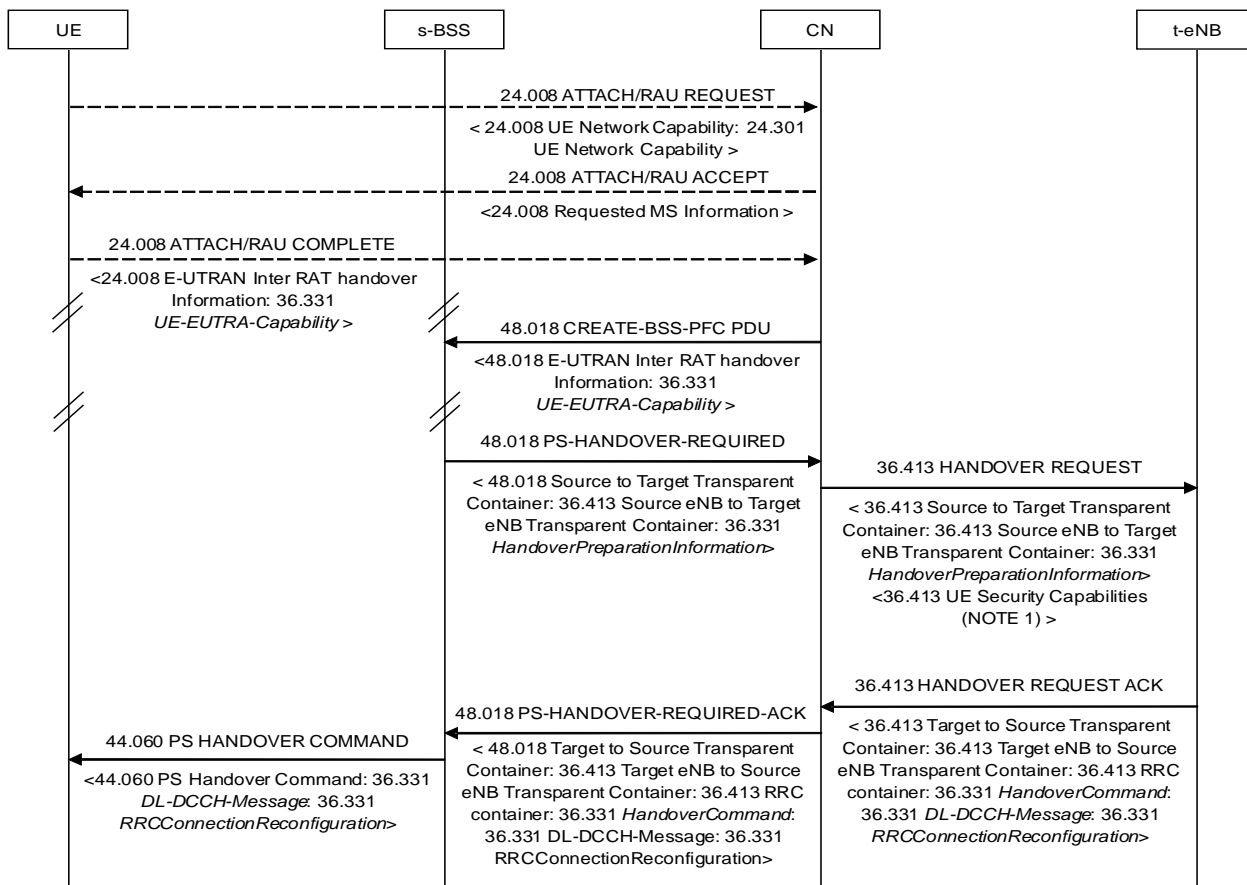 UE
s-BSS
CN
t-eNB
24.008 ATTACH/RAU REQUEST
< 24.008 UE Network Capability: 24.301
UE Network Capability >
24.008 ATTACH/RAU ACCEPT
<24.008 Requested MS Information >
24.008 ATTACH/RAU COMPLETE
<24.008 E-UTRAN Inter RAT handover
Information: 36.331
UE-EUTRA-Capability >
48.018 CREATE-BSS-PFC PDU
<48.018 E-UTRAN Inter RAT handover
Information: 36.331
UE-EUTRA-Capability >
48.018 PS-HANDOVER-REQUIRED
< 48.018 Source to Target Transparent
Container: 36.413 Source eNB to Target
eNB Transparent Container: 36.331
HandoverPreparationInformation>
36.413 HANDOVER REQUEST
< 36.413 Source to Target Transparent
Container: 36.413 Source eNB to Target
eNB Transparent Container: 36.331
HandoverPreparationInformation>
<36.413 UE Security Capabilities
(NOTE 1) >
36.413 HANDOVER REQUEST ACK
< 36.413 Target to Source Transparent
Container: 36.413 Target eNB to Source
eNB Transparent Container: 36.413 RRC
container: 36.331 HandoverCommand:
36.331 DL-DCCH-Message: 36.331
RRCConnectionReconfiguration>
48.018 PS-HANDOVER-REQUIRED-ACK
< 48.018 Target to Source Transparent
Container: 36.413 Target eNB to Source
eNB Transparent Container: 36.413 RRC
container: 36.331 HandoverCommand:
36.331 DL-DCCH-Message: 36.331
RRCConnectionReconfiguration>
44.060 PS HANDOVER COMMAND
<44.060 PS Handover Command: 36.331
DL-DCCH-Message: 36.331
RRCConnectionReconfiguration>